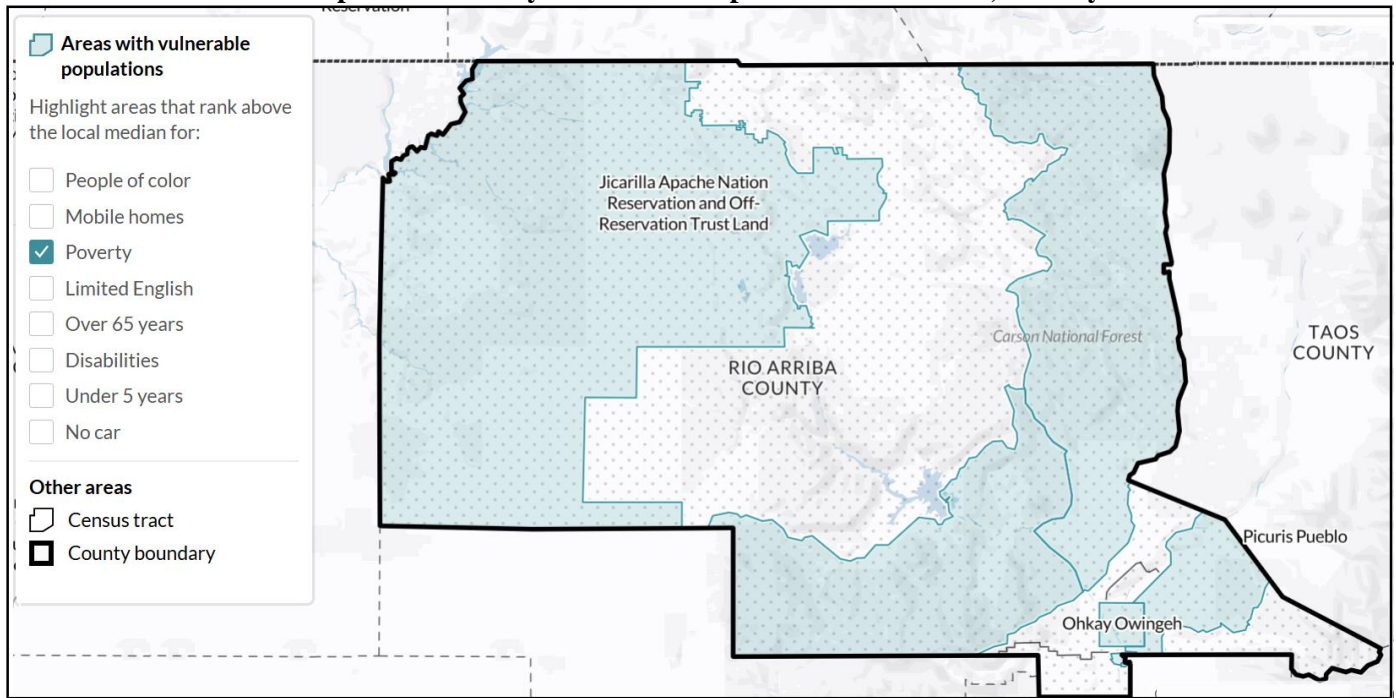 Reservation
Areas with vulnerable
populations
Highlight areas that rank above
the local median for:
People of color
Mobile homes
Poverty
Limited English
Over 65 years
Disabilities
Under 5 years
No car
Other areas
Census tract
County boundary
Jicarilla Apache Nation
Reservation and Off-
Reservation Trust Land
RIO ARRIBA
COUNTY
Carson National Forest
TAOS
COUNTY
Picuris Pueblo
Ohkay Owingeh